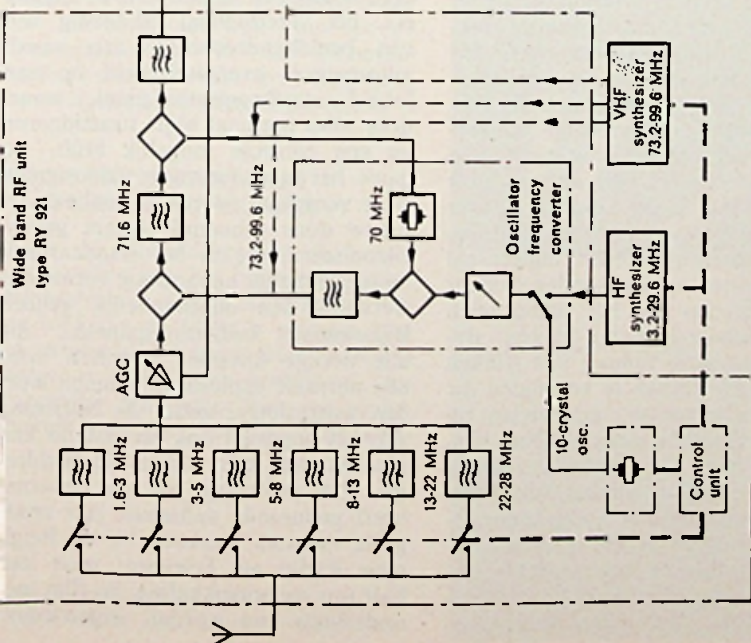 Wide band RF unit
type RY 921
AGC
71.6 MHz
1.6-3 MHz
3-5 MHz
5-8 MHz
8-13 MHz
13-22 MHz
22-28 MHz
73.2-99.6 MHz
70 MHz
Oscillator
frequency
converter
10-crystal
osc.
Control
unit
HF
synthesizer
3.2-29.6 MHz
VHF
synthesizer
73.2-99.6 MHz